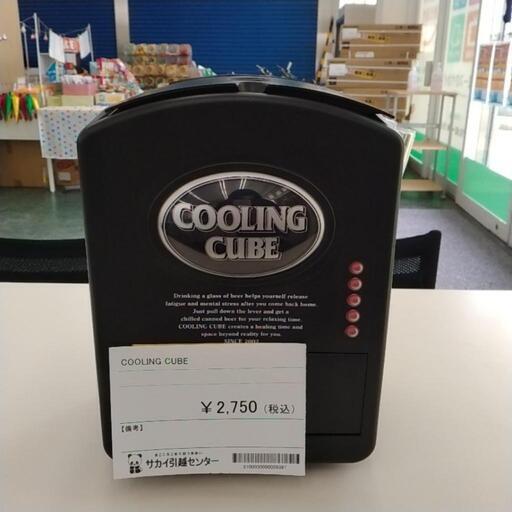 COOLING
CUBE
Drinking a glass of beer helps yourself release
fatigue and mental stress after you come back home.
Just pull down the lever and get a
chilled canned beer for your relaxing time.
COOLING CUBE creates a healing time and
space beyond reality for you.
SINCE 2002
COOLING CUBE
￥2,750（税込）
【備考】
サカイ引越センター